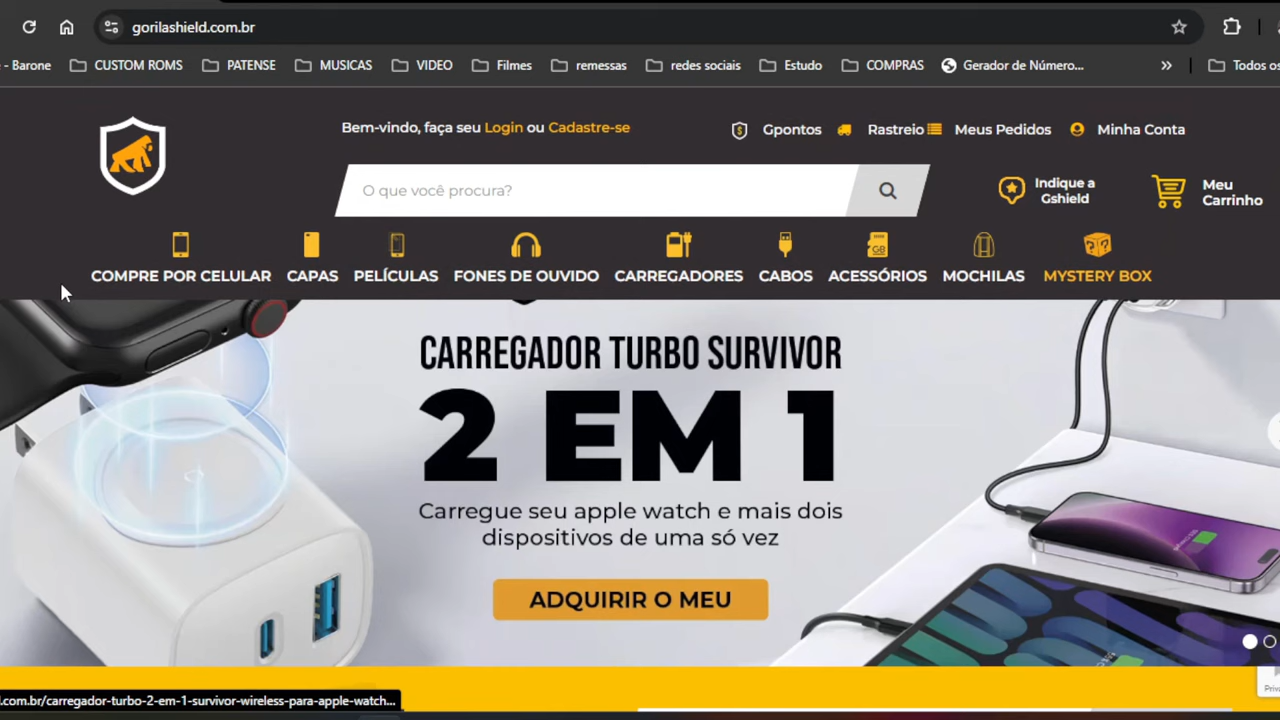 gorilashield.com.br
- Barone CUSTOM ROMS PATENSE MUSICAS VIDEO Filmes remessas redes sociais Estudo COMPRAS Gerador de Número... » Todos os
Bem-vindo, faça seu Login ou Cadastre-se Gpontos Rastreio Meus Pedidos Minha Conta
O que você procura?
Indique a
Gshield
Meu
Carrinho
GB
COMPRE POR CELULAR CAPAS PELÍCULAS FONES DE OUVIDO CARREGADORES CABOS ACESSÓRIOS MOCHILAS MYSTERY BOX
CARREGADOR TURBO SURVIVOR
2 EM 1
Carregue seu apple watch e mais dois
dispositivos de uma só vez
ADQUIRIR O MEU
Priva
.com.br/carregador-turbo-2-em-1-survivor-wireless-para-apple-watch...